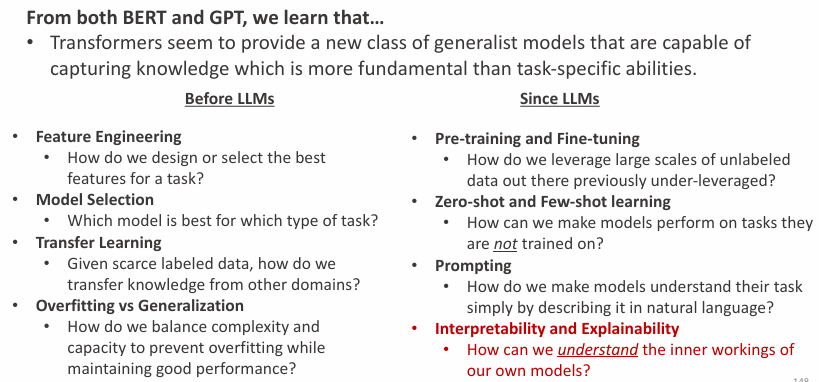 From both BERT and GPT, we learn that…
• Transformers seem to provide a new class of generalist models that are capable of
capturing knowledge which is more fundamental than task-specific abilities.
Before LLMs
• Feature Engineering
• How do we design or select the best
features for a task?
• Model Selection
• Which model is best for which type of task?
• Transfer Learning
• Given scarce labeled data, how do we
transfer knowledge from other domains?
• Overfitting vs Generalization
• How do we balance complexity and
capacity to prevent overfitting while
maintaining good performance?
Since LLMs
• Pre-training and Fine-tuning
• How do we leverage large scales of unlabeled
data out there previously under-leveraged?
• Zero-shot and Few-shot learning
• How can we make models perform on tasks they
are not trained on?
• Prompting
• How do we make models understand their task
simply by describing it in natural language?
• Interpretability and Explainability
• How can we understand the inner workings of
our own models?
148